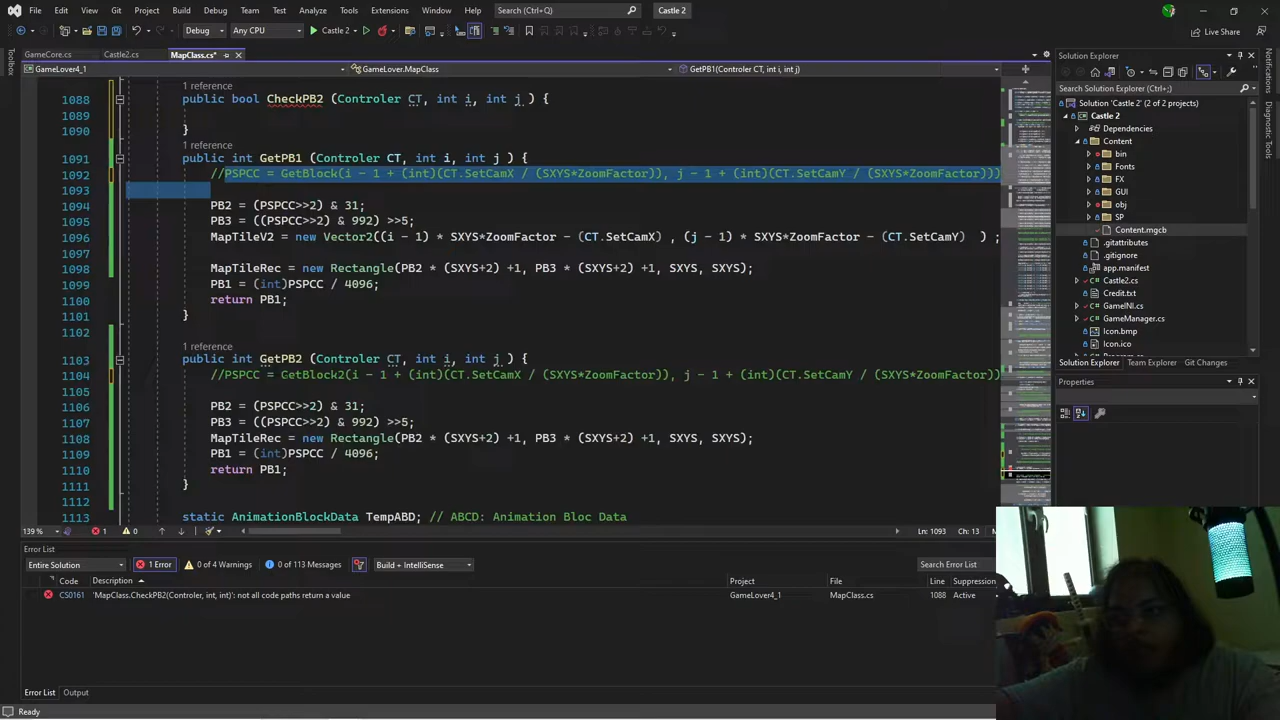 File Edit View Git Project Build Debug Team Test Analyze Tools Extensions Window Help Search (Ctrl+Q) Castle 2
Debug Any CPU Castle 2 Live Share
GameCore.cs Castle2.cs MapClass.cs*
GameLover4_1 GameLover.MapClass GetPB1(Controler CT, int i, int j)
Toolbox
1 reference
1088 public bool CheckPB2 (Controler CT, int i, int j ) {
1089
1090 }
1 reference
1091 public int GetPB1 (Controler CT, int i, int j ) {
1092 //PSPCC = 1 + (int)(CT.SetCamX / (SXYS*ZoomFactor)), j - 1 + (int)(CT.SetCamY / (SXYS*ZoomFactor)))
1093
1094 PB2 = (PSPCC>>2) & 31;
1095 PB3 = ((PSPCC>>2) & 992) >>5;
1096 MapTileV2 = new Vector2((i - 1) * SXYS*ZoomFactor - (CT.SetCamX) , (j - 1) * SXYS*ZoomFactor - (CT.SetCamY) ) ;
1098 MapTileRec = new Rectangle(PB2 * (SXYS+2) +1, PB3 * (SXYS+2) +1, SXYS, SXYS);
1099 PB1 = (int)PSPCC / 4096;
1100 return PB1;
1101 }
1102
1 reference
1103 public int GetPB2 (Controler CT, int i, int j ) {
1104 //PSPCC = GetBlockA(i - 1 + (int)(CT.SetCamX / (SXYS*ZoomFactor)), j - 1 + (int)(CT.SetCamY / (SXYS*ZoomFactor))
1105
1106 PB2 = (PSPCC>>2) & 31;
1107 PB3 = ((PSPCC>>2) & 992) >>5;
1108 MapTileRec = new Rectangle(PB2 * (SXYS+2) +1, PB3 * (SXYS+2) +1, SXYS, SXYS);
1109 PB1 = (int)PSPCC / 4096;
1110 return PB1;
1111 }
1112
1113 static AnimationBlockData TempABD; // ABCD: Animation Bloc Data
139 % 1 0 Ln: 1093 Ch: 13
Error List
Entire Solution 1 Error 0 of 4 Warnings 0 of 113 Messages Build + IntelliSense Search Error List
Code Description Project File Line Suppression
CS0161 'MapClass.CheckPB2(Controler, int, int)': not all code paths return a value GameLover4_1 MapClass.cs 1088 Active
Error List Output
Ready
Solution Explorer
Search Solution Explorer (Ctrl+;)
Solution 'Castle 2' (2 of 2 projects)
Castle 2
Dependencies
Content
bin
Fonts
FX
GUI
obj
SP
Content.mgcb
.gitattributes
.gitignore
app.manifest
Castle2.cs
Credit.txt
GameINI.cs
GameManager.cs
Icon.bmp
Icon.ico
Solution Explorer Team Explorer Git Changes
Properties
Notifications
Diagnostic Tools